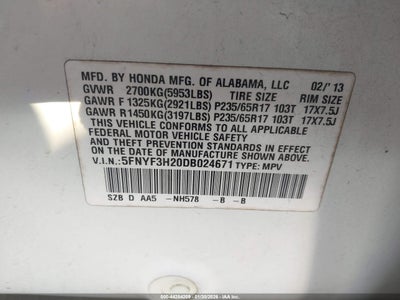 MFD. BY HONDA MFG. OF ALABAMA, LLC 02/'13
GVWR 2700KG(5953LBS) TIRE SIZE RIM SIZE
GAWR F 1325KG(2921LBS) P235/65R17 103T 17X7.5J
GAWR R 1450KG(3197LBS) P235/65R17 103T 17X7.5J
THIS VEHICLE CONFORMS TO ALL APPLICABLE
FEDERAL MOTOR VEHICLE SAFETY
AND THEFT PREVENTION STANDARDS IN EFFECT ON
THE DATE OF MANUFACTURE SHOWN ABOVE.
V.I.N.:5FNYF3H20DB024671 TYPE: MPV
SZB D AA5 -NH578 -B -B